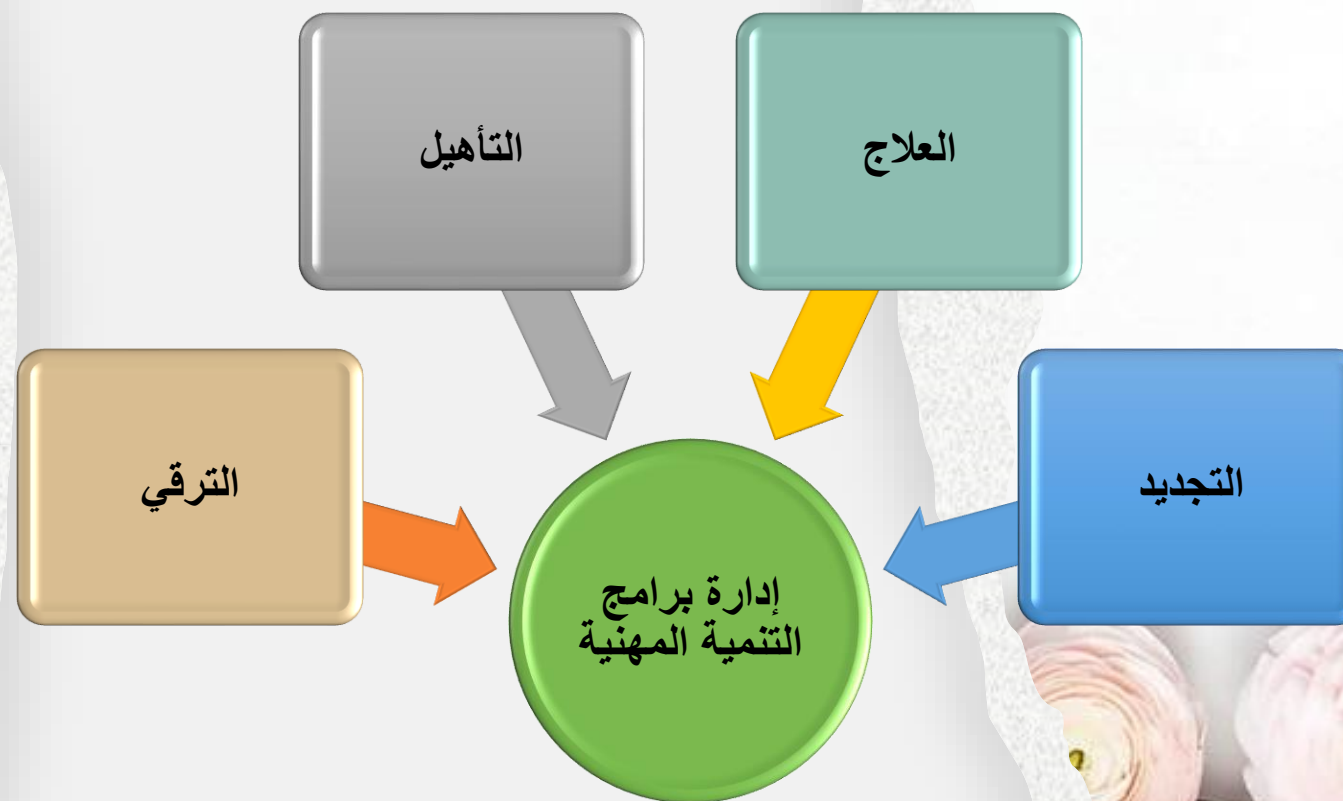 العلاج
التأهيل
التجديد
الترقي
إدارة برامج
التنمية المهنية